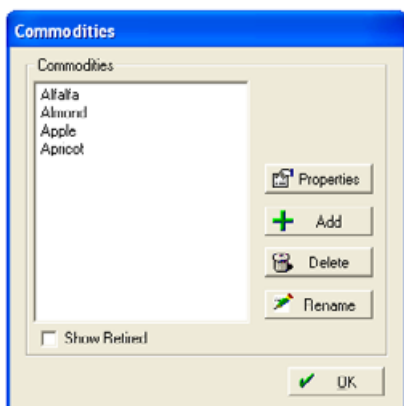 Commodities
Commodities
Alfalfa
Almond
Apple
Apricot
Properties
Add
Delete
Rename
Show Retired
OK